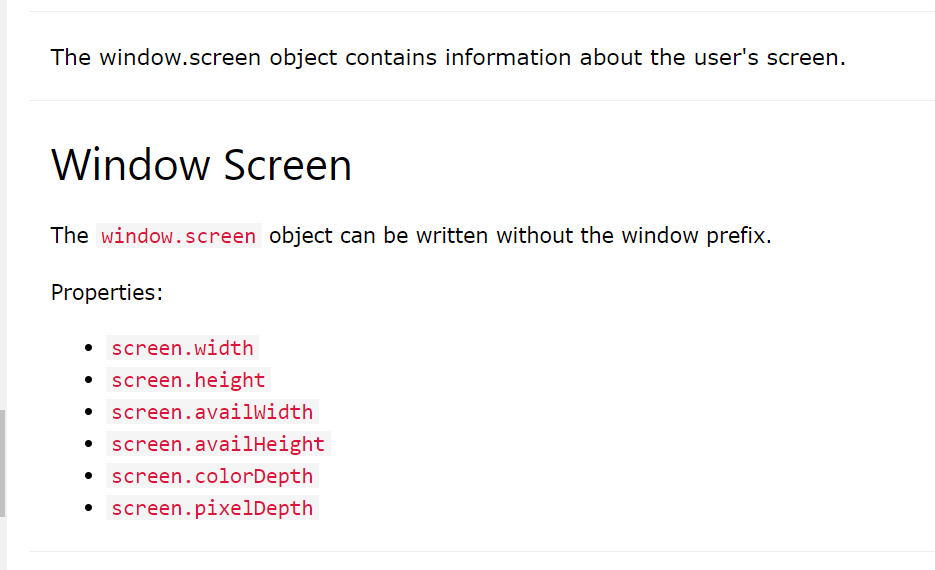 The window.screen object contains information about the user's screen.
Window Screen
The window.screen object can be written without the window prefix.
Properties:
screen.width
screen.height
screen.availWidth
screen.availHeight
screen.colorDepth
screen.pixelDepth